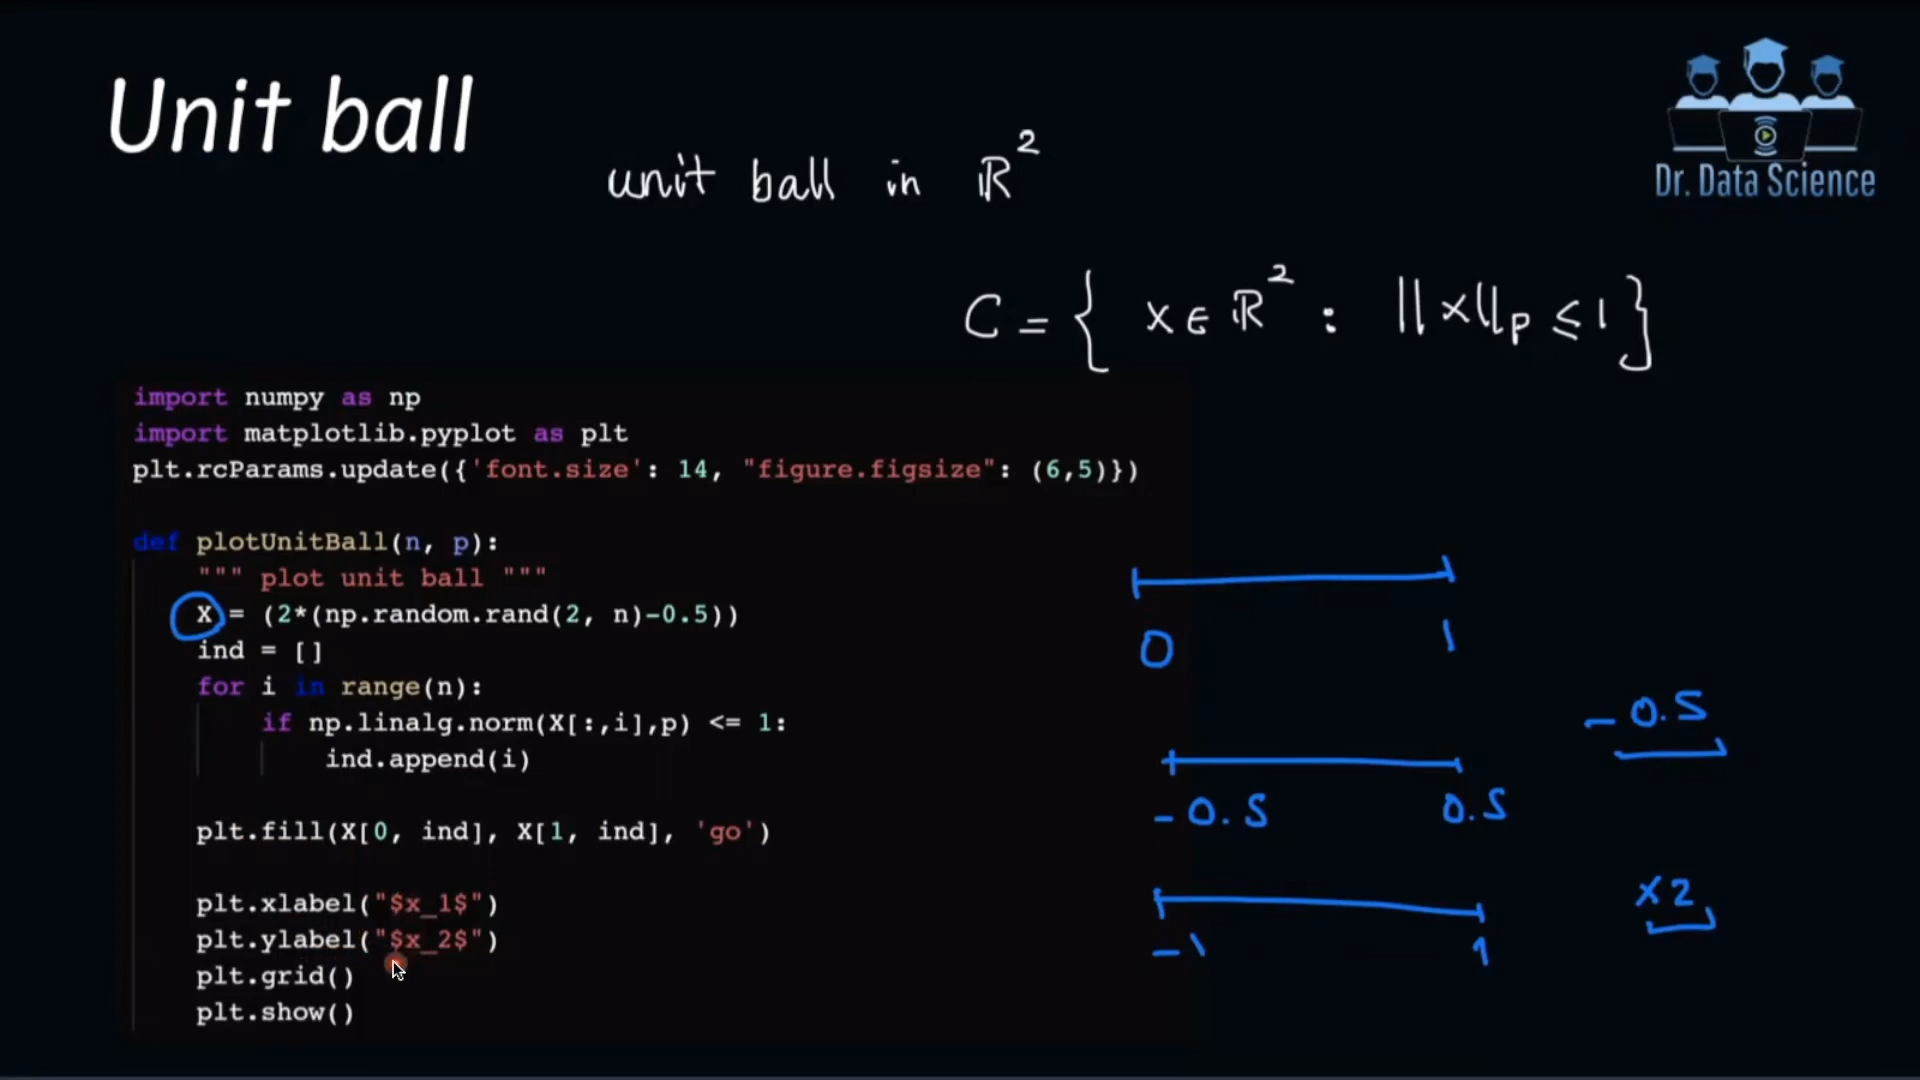 Unit ball
unit ball in ℝ²
Dr. Data Science
C = { x ∈ ℝ² : ||x||ₚ ≤ 1 }
import numpy as np
import matplotlib.pyplot as plt
plt.rcParams.update({'font.size': 14, "figure.figsize": (6,5)})
def plotUnitBall(n, p):
""" plot unit ball """
X = (2*(np.random.rand(2, n)-0.5))
ind = []
for i in range(n):
if np.linalg.norm(X[:,i],p) <= 1:
ind.append(i)
plt.fill(X[0, ind], X[1, ind], 'go')
plt.xlabel("$x_1$")
plt.ylabel("$x_2$")
plt.grid()
plt.show()
0 1
-0.5
-0.5 0.5
×2
-1 1